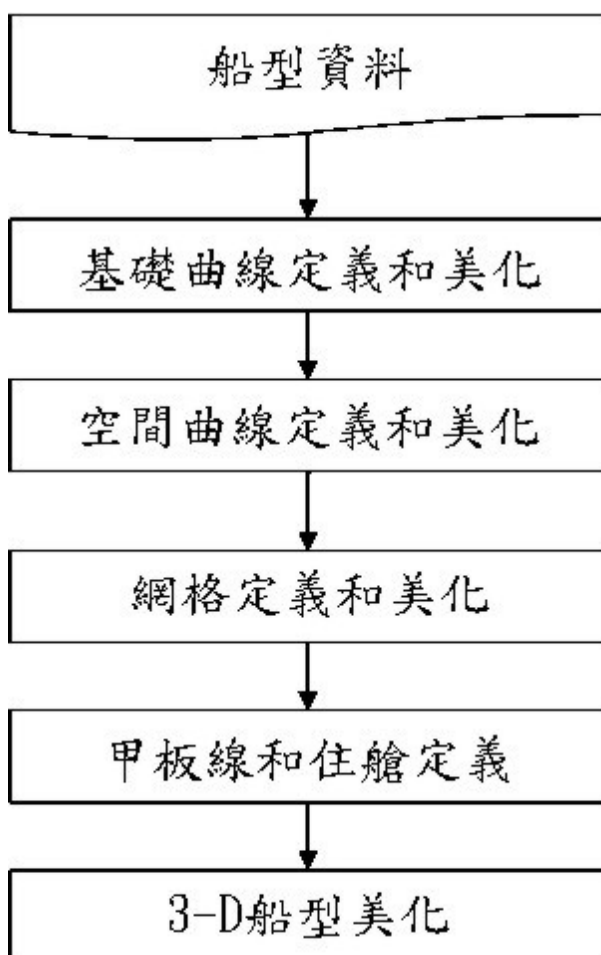 船型資料
基礎曲線定義和美化
空間曲線定義和美化
網格定義和美化
甲板線和住艙定義
3-D船型美化